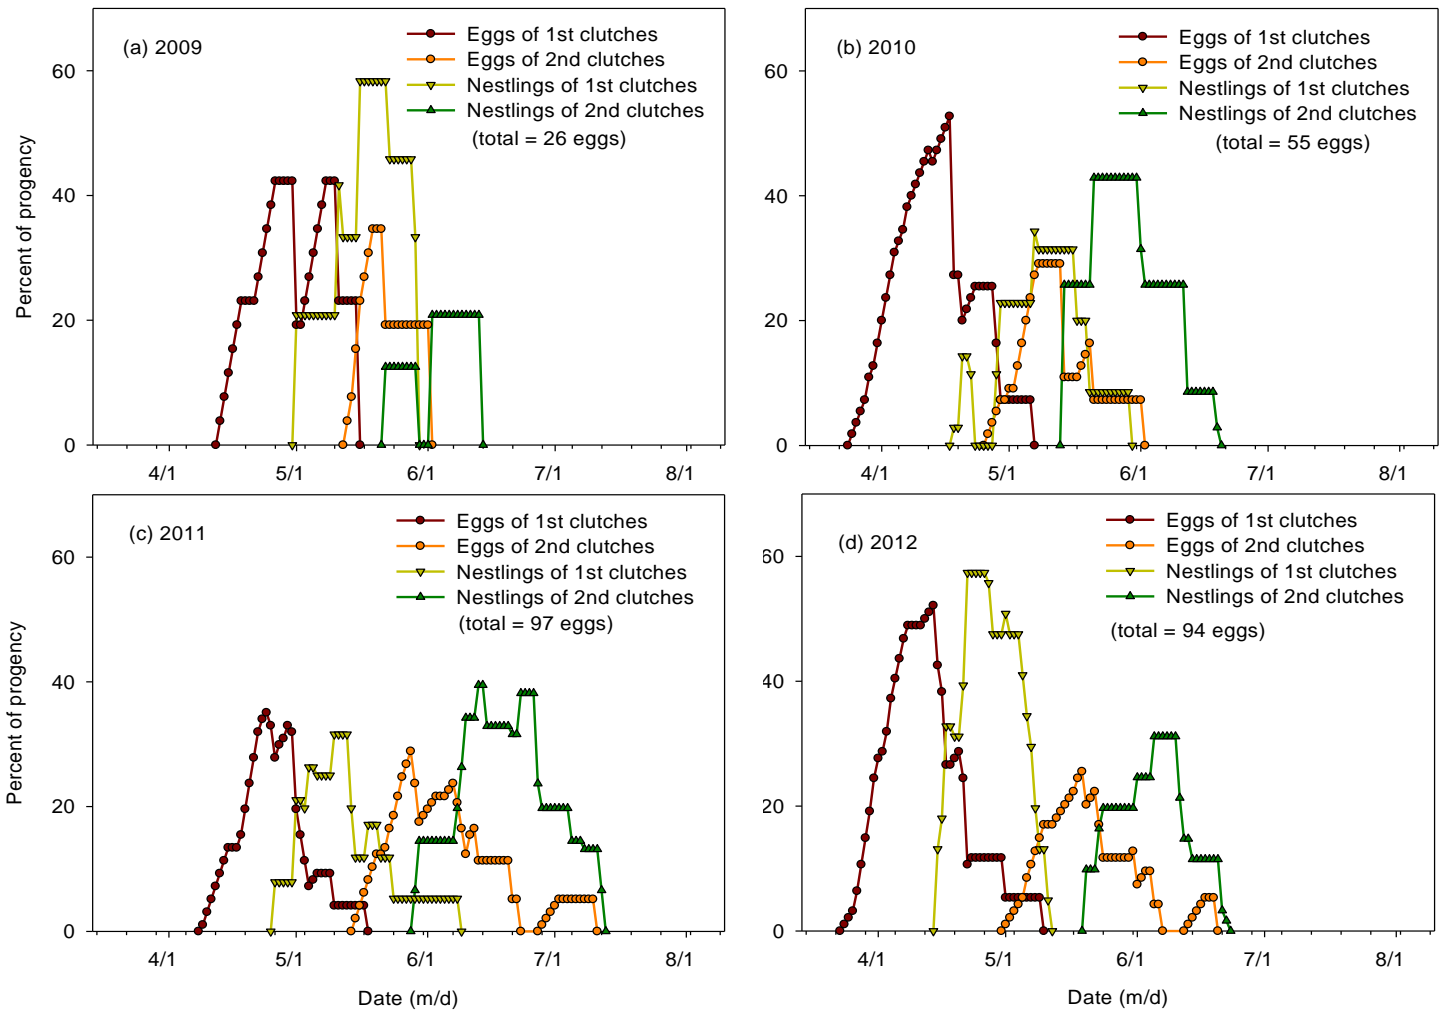 (a) 2009
Eggs of 1st clutches
Eggs of 2nd clutches
Nestlings of 1st clutches
Nestlings of 2nd clutches
(total = 26 eggs)
Percent of progency
60
40
20
0
4/1 5/1 6/1 7/1 8/1
(b) 2010
Eggs of 1st clutches
Eggs of 2nd clutches
Nestlings of 1st clutches
Nestlings of 2nd clutches
(total = 55 eggs)
60
40
20
0
4/1 5/1 6/1 7/1 8/1
(c) 2011
Eggs of 1st clutches
Eggs of 2nd clutches
Nestlings of 1st clutches
Nestlings of 2nd clutches
(total = 97 eggs)
Percent of progency
60
40
20
0
4/1 5/1 6/1 7/1 8/1
Date (m/d)
(d) 2012
Eggs of 1st clutches
Eggs of 2nd clutches
Nestlings of 1st clutches
Nestlings of 2nd clutches
(total = 94 eggs)
60
40
20
0
4/1 5/1 6/1 7/1 8/1
Date (m/d)